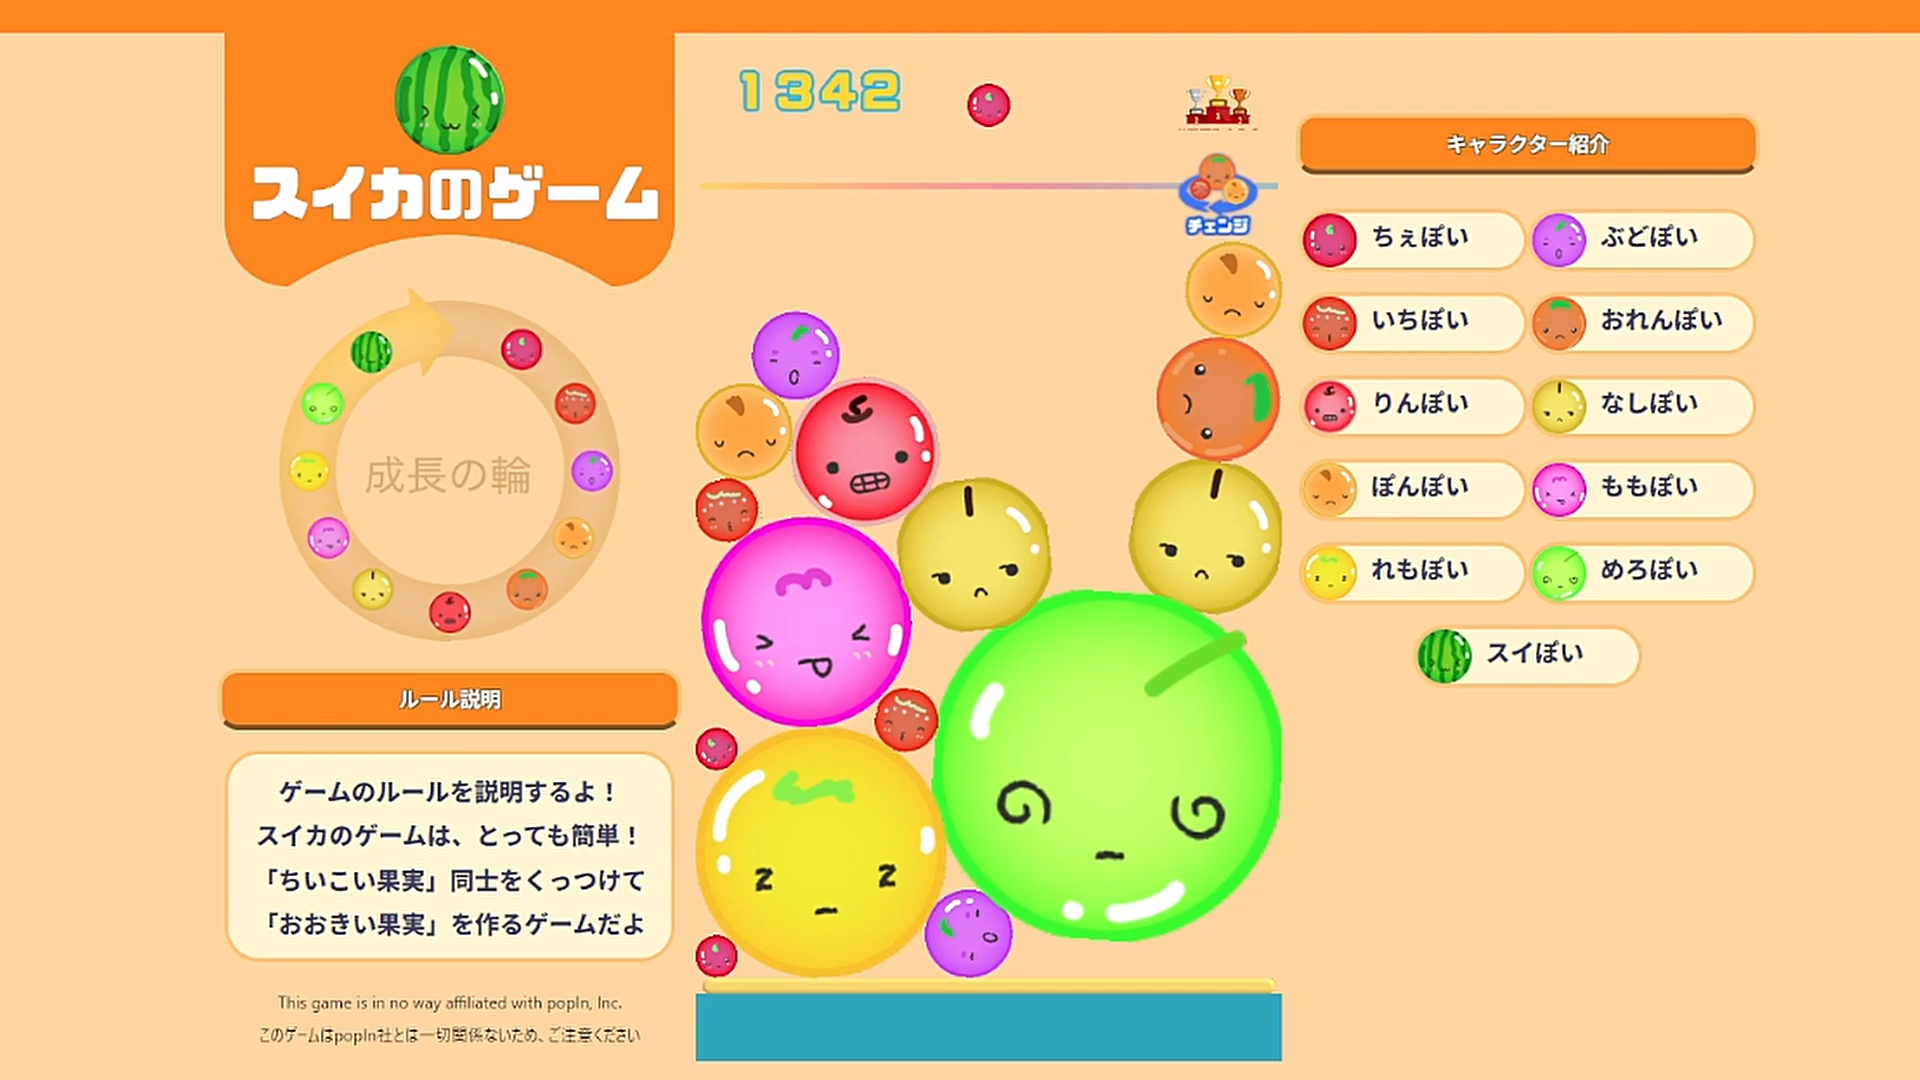 スイカのゲーム
1342
チェンジ
成長の輪
ルール説明
ゲームのルールを説明するよ！
スイカのゲームは、とっても簡単！
「ちいこい果実」同士をくっつけて
「おおきい果実」を作るゲームだよ
This game is in no way affiliated with popIn, Inc.
このゲームはpopIn社とは一切関係ないため、ご注意ください
キャラクター紹介
ちぇぽい
ぶどぽい
いちぽい
おれんぽい
りんぽい
なしぽい
ぽんぽい
ももぽい
れもぽい
めろぽい
スイぽい